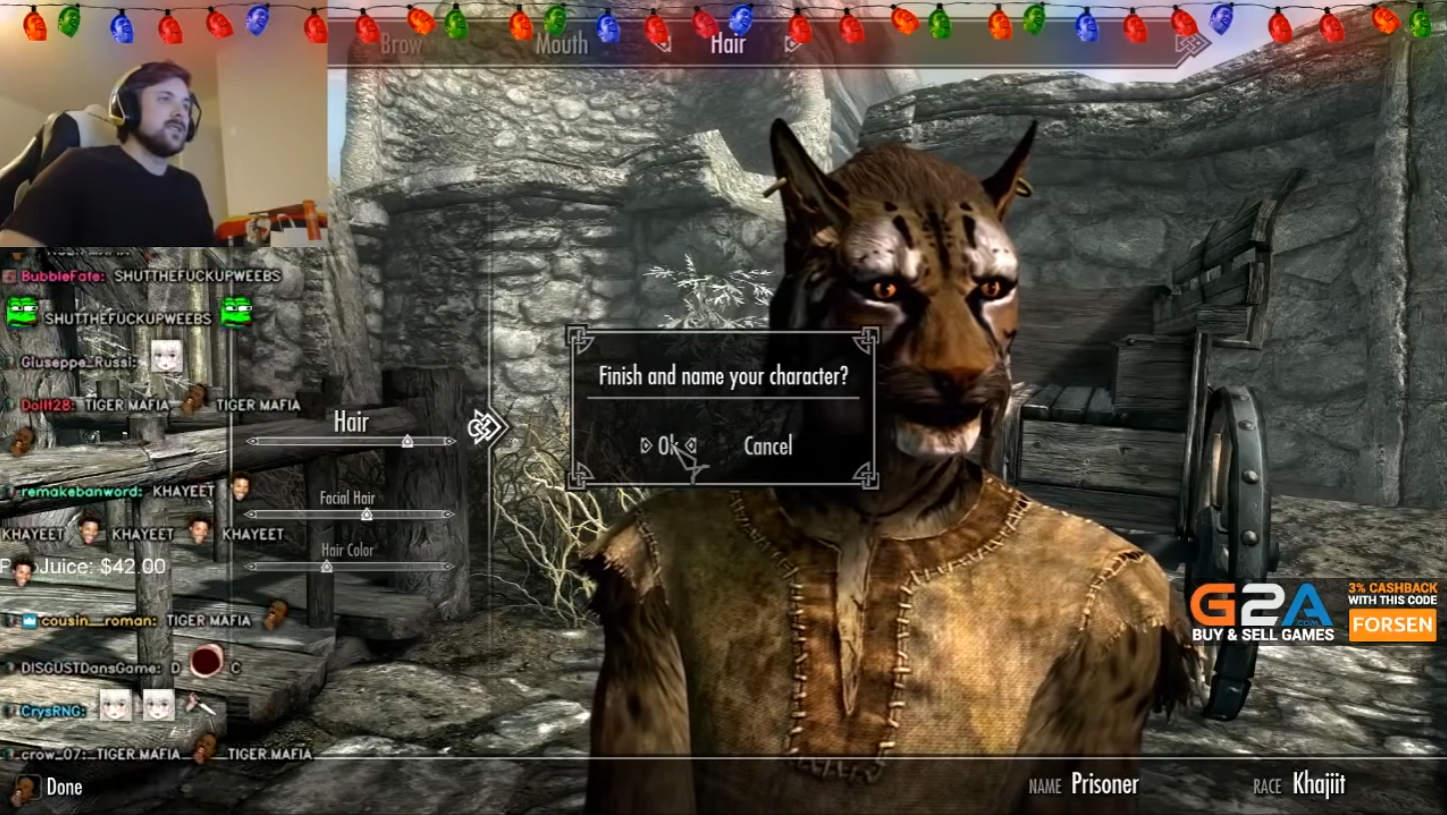 Brow Mouth Hair
BubbleFate: SHUTTHEFUCKUPWEEBS
SHUTTHEFUCKUPWEEBS
Giuseppe_Russi:
Dollt28: TIGER MAFIA TIGER MAFIA
remakebanword: KHAYEET
KHAYEET KHAYEET KHAYEET
Juice: $42.00
cousin__roman: TIGER MAFIA
DISGUSTDansGame: D C
CrysRNG:
crow_07: TIGER MAFIA TIGER MAFIA
Hair
Facial Hair
Hair Color
Finish and name your character?
Ok Cancel
G2A
.COM
BUY & SELL GAMES
3% CASHBACK
WITH THIS CODE
FORSEN
Done
NAME Prisoner RACE Khajiit